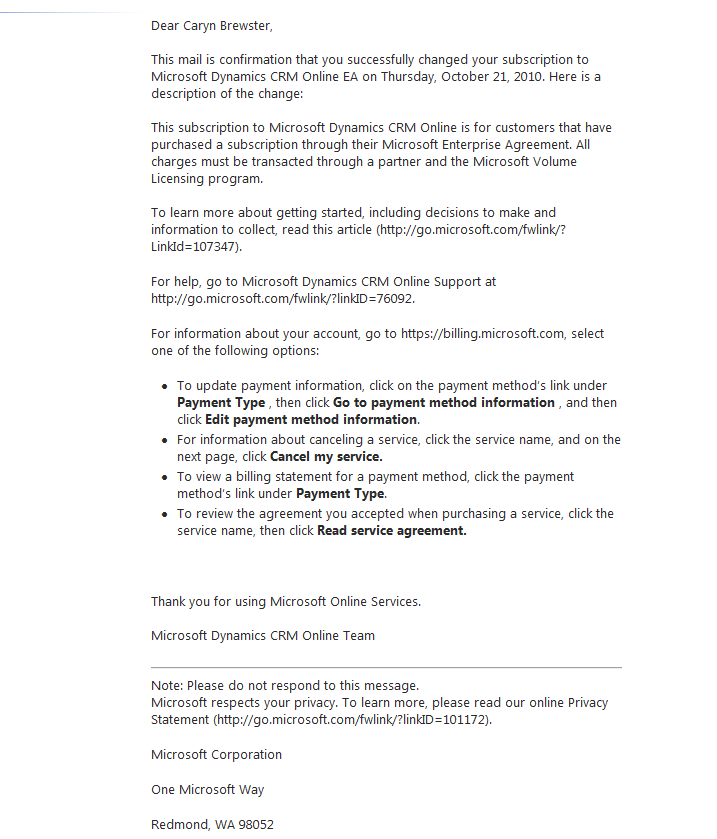 Dear Caryn Brewster,
This mail is confirmation that you successfully changed your subscription to
Microsoft Dynamics CRM Online EA on Thursday, October 21, 2010. Here is a
description of the change:
This subscription to Microsoft Dynamics CRM Online is for customers that have
purchased a subscription through their Microsoft Enterprise Agreement. All
charges must be transacted through a partner and the Microsoft Volume
Licensing program.
To learn more about getting started, including decisions to make and
information to collect, read this article (http://go.microsoft.com/fwlink/?
LinkId=107347).
For help, go to Microsoft Dynamics CRM Online Support at
http://go.microsoft.com/fwlink/?linkID=76092.
For information about your account, go to https://billing.microsoft.com, select
one of the following options:
• To update payment information, click on the payment method's link under
Payment Type , then click Go to payment method information , and then
click Edit payment method information.
• For information about canceling a service, click the service name, and on the
next page, click Cancel my service.
• To view a billing statement for a payment method, click the payment
method's link under Payment Type.
• To review the agreement you accepted when purchasing a service, click the
service name, then click Read service agreement.
Thank you for using Microsoft Online Services.
Microsoft Dynamics CRM Online Team
Note: Please do not respond to this message.
Microsoft respects your privacy. To learn more, please read our online Privacy
Statement (http://go.microsoft.com/fwlink/?linkID=101172).
Microsoft Corporation
One Microsoft Way
Redmond, WA 98052